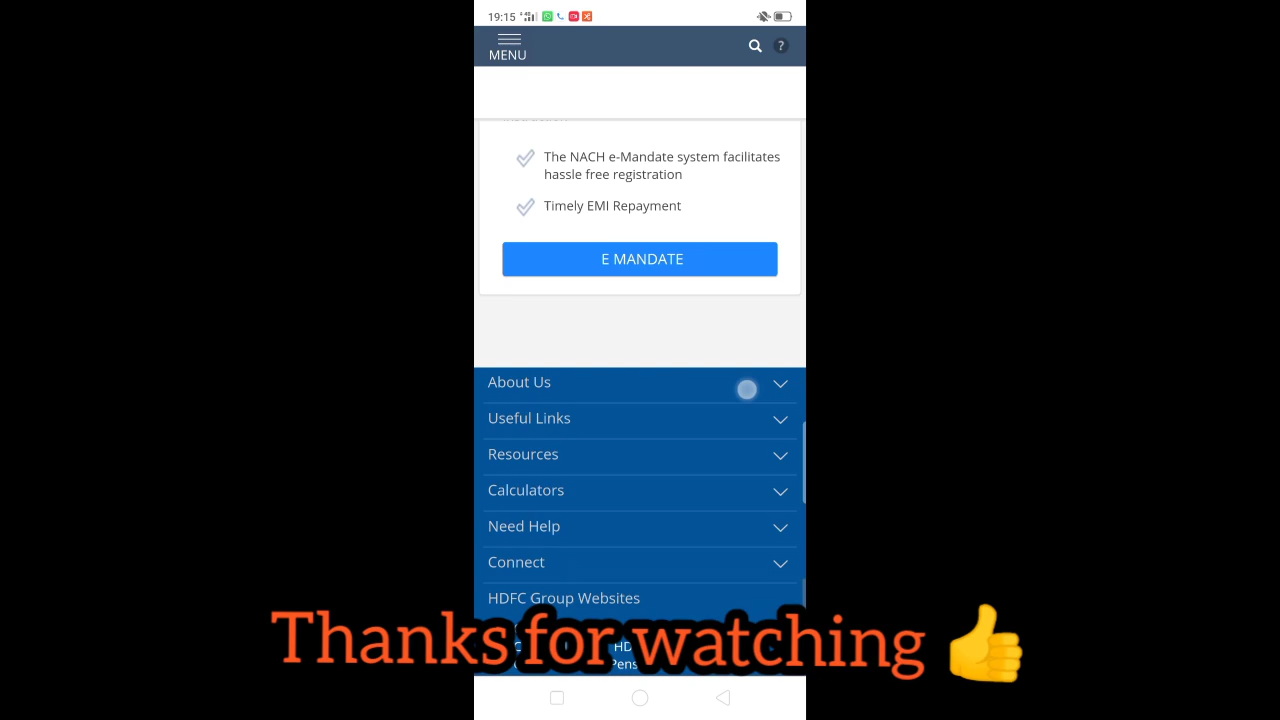 19:15
MENU
?
The NACH e-Mandate system facilitates
hassle free registration
Timely EMI Repayment
E MANDATE
About Us
Useful Links
Resources
Calculators
Need Help
Connect
HDFC Group Websites
Thanks for watching